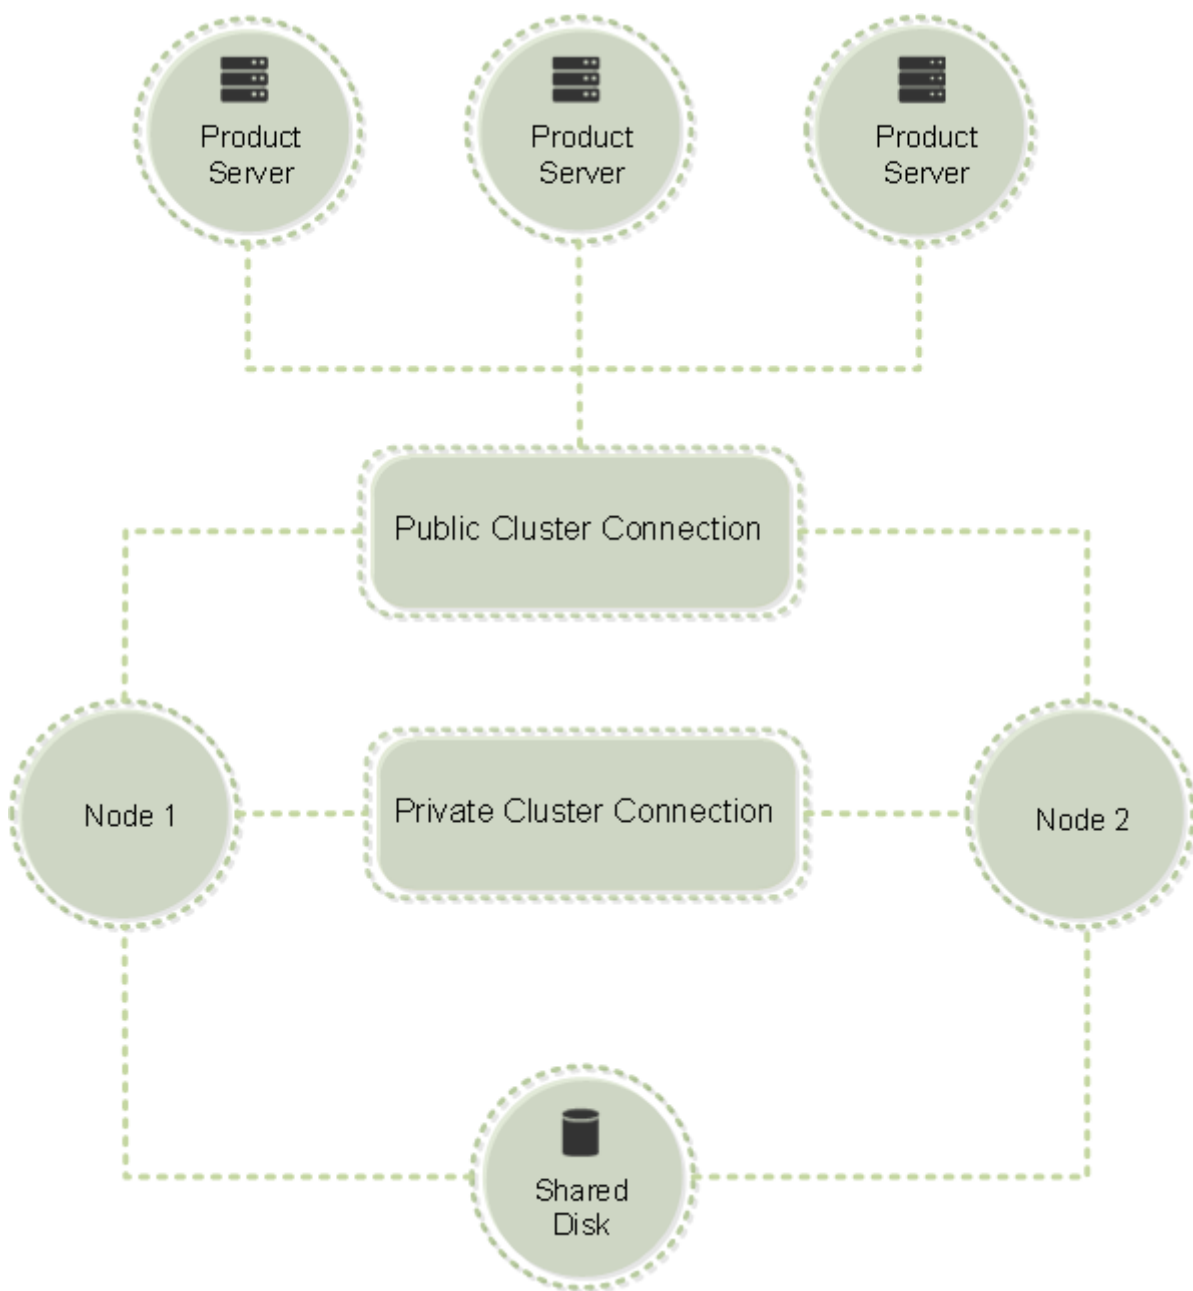 Product
Server
Product
Server
Product
Server
Public Cluster Connection
Node 1
Private Cluster Connection
Node 2
Shared
Disk